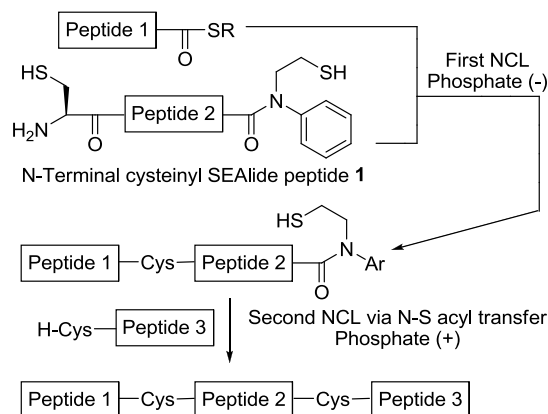 Peptide 1
SR
O
HS
SH
First NCL
Phosphate (-)
Peptide 2
N
H2N
O
O
N-Terminal cysteinyl SEAlide peptide 1
HS
Peptide 1 Cys Peptide 2 N Ar
O
H-Cys Peptide 3
Second NCL via N-S acyl transfer
Phosphate (+)
Peptide 1 Cys Peptide 2 Cys Peptide 3